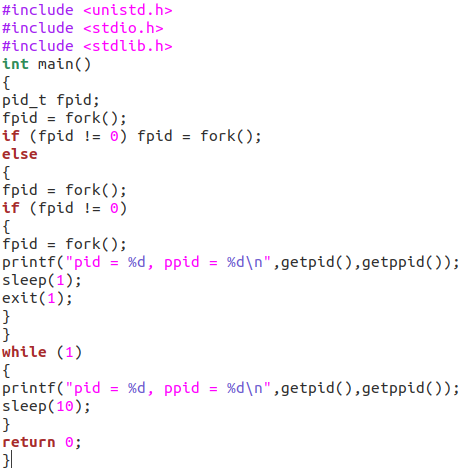 #include <unistd.h>
#include <stdio.h>
#include <stdlib.h>
int main()
{
pid_t fpid;
fpid = fork();
if (fpid != 0) fpid = fork();
else
{
fpid = fork();
if (fpid != 0)
{
fpid = fork();
printf("pid = %d, ppid = %d\n",getpid(),getppid());
sleep(1);
exit(1);
}
}
while (1)
{
printf("pid = %d, ppid = %d\n",getpid(),getppid());
sleep(10);
}
return 0;
}